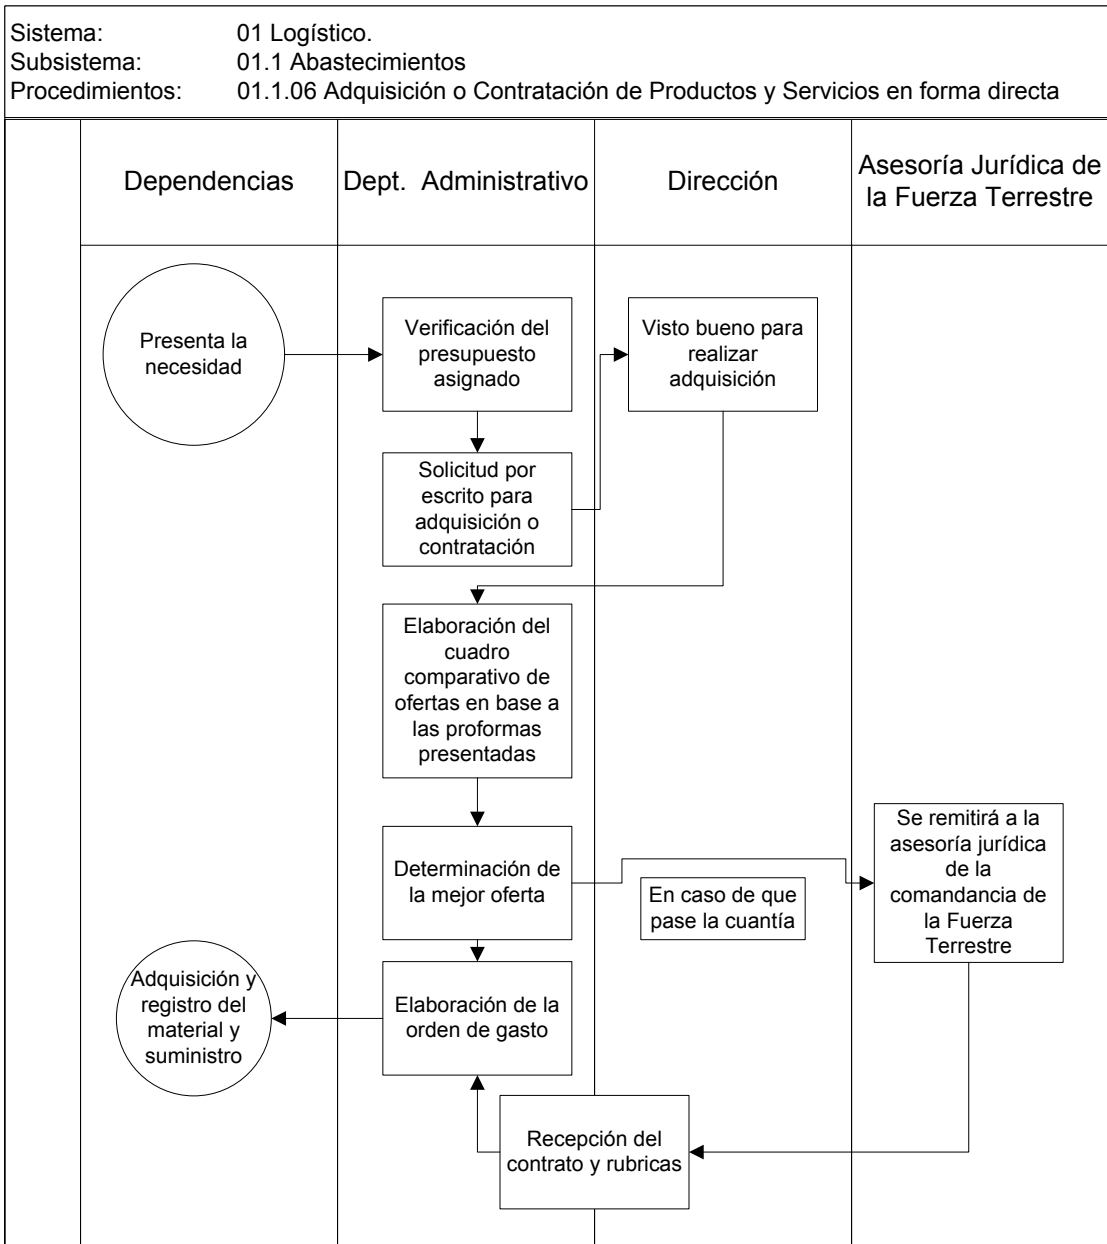 Sistema: 01 Logístico.
Subsistema: 01.1 Abastecimientos
Procedimientos: 01.1.06 Adquisición o Contratación de Productos y Servicios en forma directa
Dependencias
Dept. Administrativo
Dirección
Asesoría Jurídica de
la Fuerza Terrestre
Presenta la
necesidad
Verificación del
presupuesto
asignado
Visto bueno para
realizar
adquisición
Solicitud por
escrito para
adquisición o
contratación
Elaboración del
cuadro
comparativo de
ofertas en base a
las proformas
presentadas
Determinación de
la mejor oferta
En caso de que
pase la cuantía
Se remitirá a la
asesoría jurídica
de la
comandancia de
la Fuerza
Terrestre
Elaboración de la
orden de gasto
Adquisición y
registro del
material y
suministro
Recepción del
contrato y rubricas